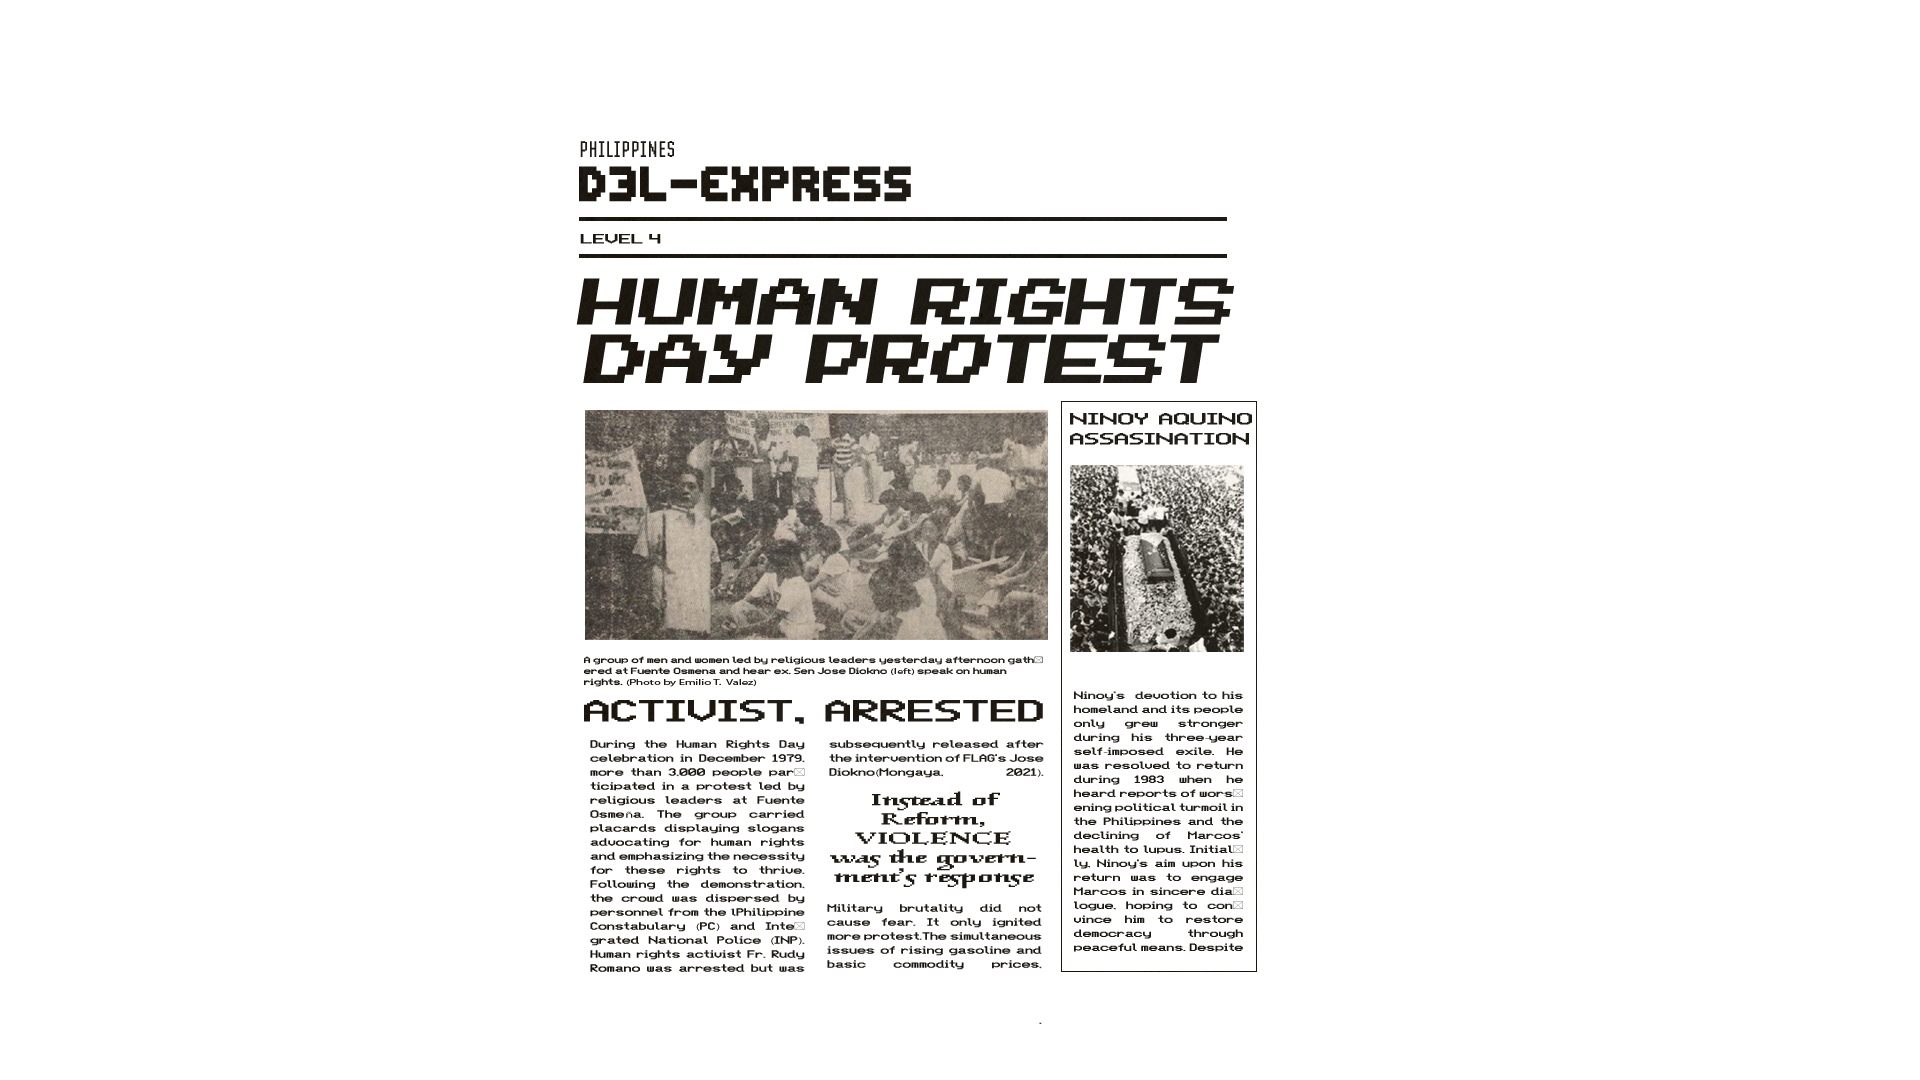 PHILIPPINES
D3L-EXPRESS
LEVEL 4
HUMAN RIGHTS
DAY PROTEST
A group of men and women led by religious leaders yesterday afternoon gath
ered at Fuente Osmena and hear ex. Sen Jose Diokno (left) speak on human
rights. (Photo by Emilio T. Valez)
ACTIVIST, ARRESTED
During the Human Rights Day
celebration in December 1979,
more than 3,000 people par
ticipated in a protest led by
religious leaders at Fuente
Osmeña. The group carried
placards displaying slogans
advocating for human rights
and emphasizing the necessity
for these rights to thrive.
Following the demonstration,
the crowd was dispersed by
personnel from the lPhilippine
Constabulary (PC) and Inte
grated National Police (INP).
Human rights activist Fr. Rudy
Romano was arrested but was
subsequently released after
the intervention of FLAG's Jose
Diokno(Mongaya, 2021).
Instead of
Reform,
VIOLENCE
was the govern-
ment's response
Military brutality did not
cause fear. It only ignited
more protest.The simultaneous
issues of rising gasoline and
basic commodity prices.
NINOY AQUINO
ASSASINATION
Ninoy's devotion to his
homeland and its people
only grew stronger
during his three-year
self-imposed exile. He
was resolved to return
during 1983 when he
heard reports of wors
ening political turmoil in
the Philippines and the
declining of Marcos'
health to lupus. Initial
ly, Ninoy's aim upon his
return was to engage
Marcos in sincere dia
logue, hoping to con
vince him to restore
democracy through
peaceful means. Despite